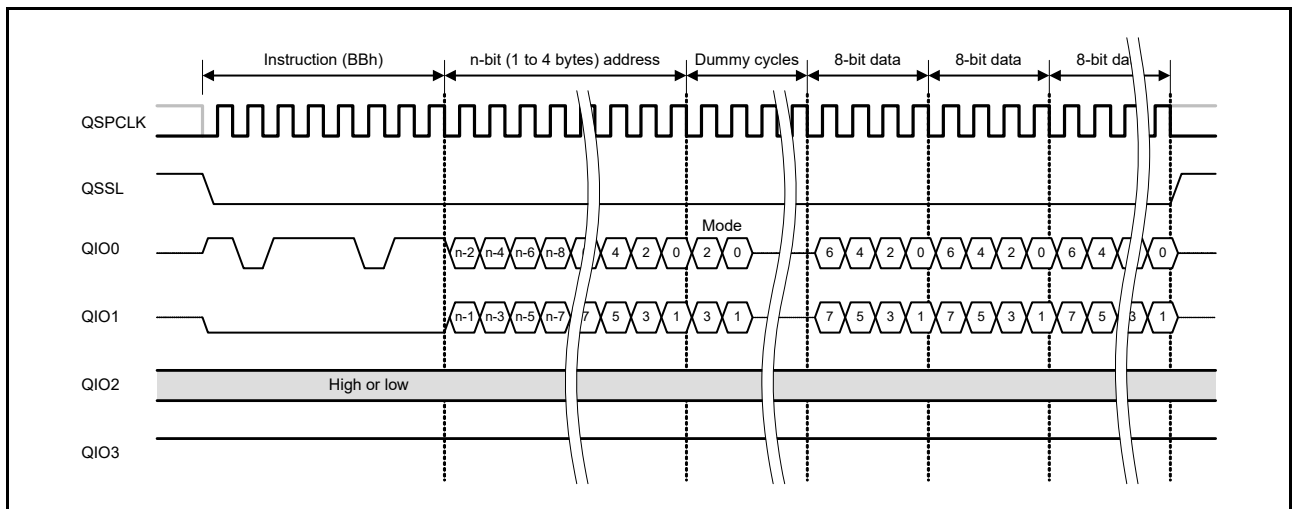 Instruction (BBh) n-bit (1 to 4 bytes) address Dummy cycles 8-bit data 8-bit data 8-bit da
QSPCLK
QSSL
Mode
QIO0 n-2 n-4 n-6 n-8 4 2 0 2 0 6 4 2 0 6 4 2 0 6 4 0
QIO1 n-1 n-3 n-5 n-7 7 5 3 1 3 1 7 5 3 1 7 5 3 1 7 5 3 1
QIO2 High or low
QIO3